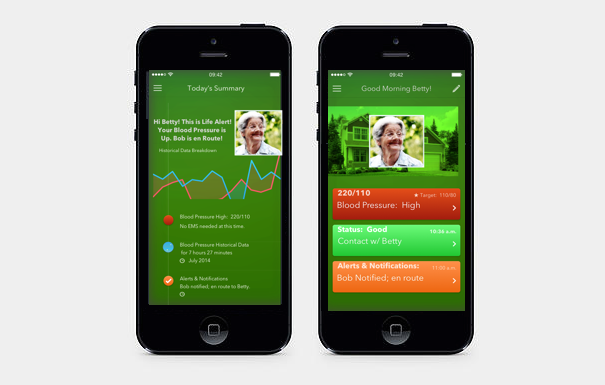 09:42
Today's Summary
Hi Betty! This is Life Alert!
Your Blood Pressure is
Up. Bob is en Route!
Historical Data Breakdown
Blood Pressure High: 220/110
No EMS needed at this time.
Blood Pressure Historical Data
for 7 hours 27 minutes
July 2014
Alerts & Notifications
Bob notified; en route to Betty.
09:42
Good Morning Betty!
220/110
Target: 110/80
Blood Pressure: High
Status: Good
10:36 a.m.
Contact w/ Betty
Alerts & Notifications:
11:00 a.m.
Bob Notified; en route